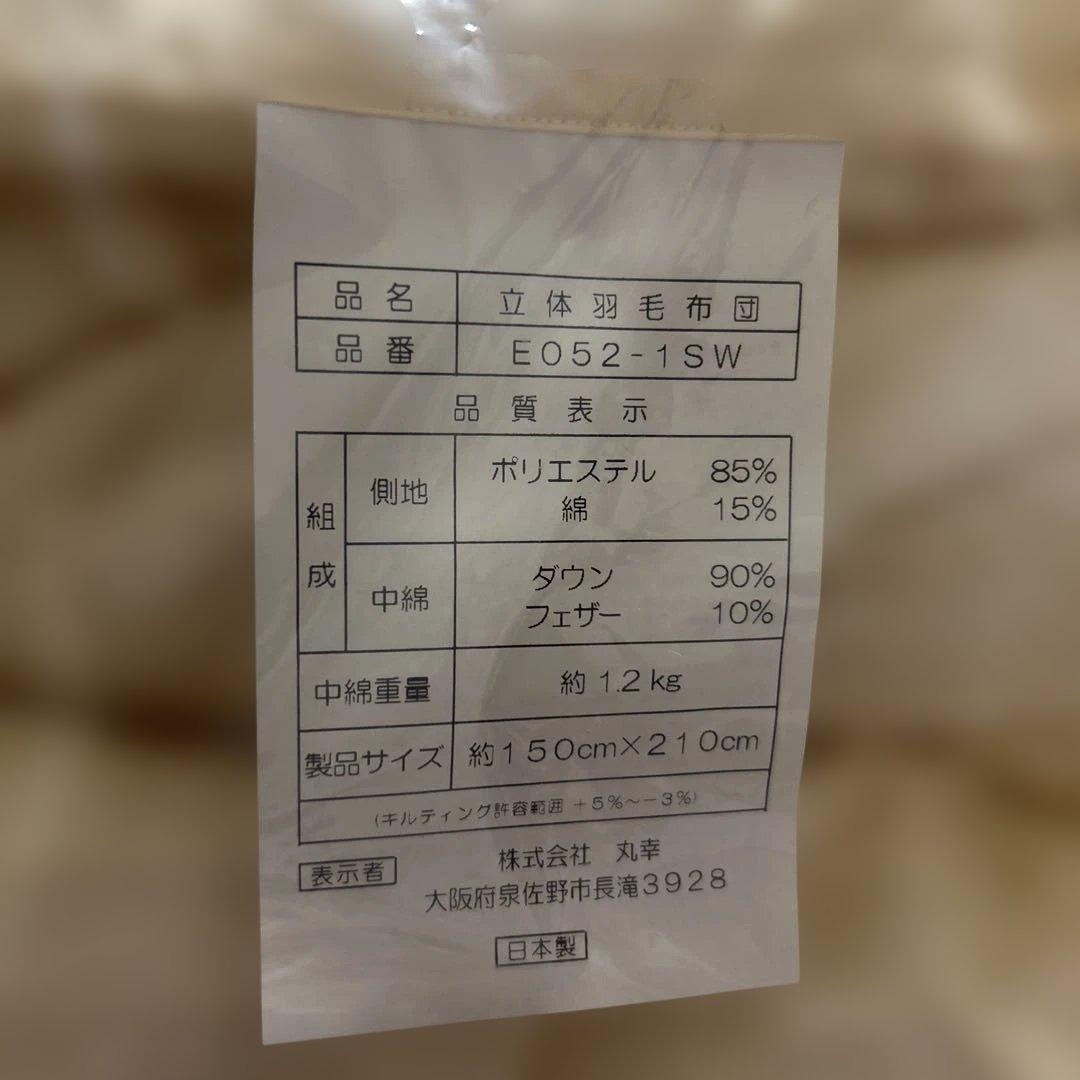 品名 立体羽毛布団
品番 E052-1SW
品質表示
組成 側地 ポリエステル 85%
綿 15%
中綿 ダウン 90%
フェザー 10%
中綿重量 約1.2kg
製品サイズ 約150cm×210cm
(キルティング許容範囲 +5%~-3%)
表示者 株式会社 丸幸
大阪府泉佐野市長滝3928
日本製